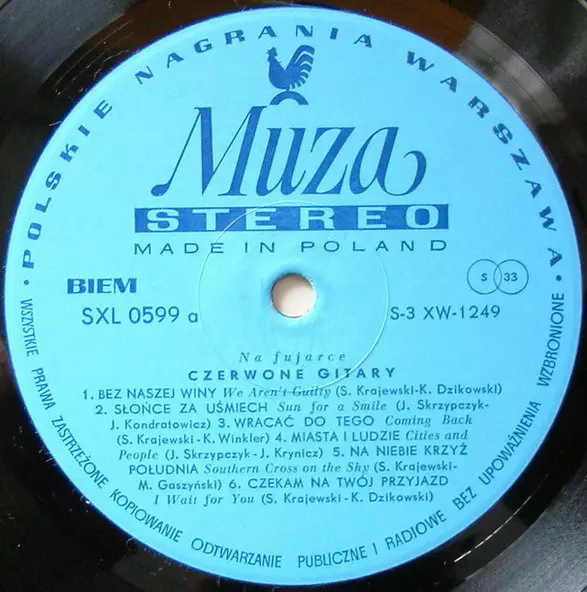 • POLSKIE NAGRANIA WARSZAWA •
Muza
STEREO
MADE IN POLAND
BIEM
S 33
SXL 0599 a
S-3 XW-1249
Na fujarce
CZERWONE GITARY
1. BEZ NASZEJ WINY We Aren't Guilty (S. Krajewski-K. Dzikowski)
2. SŁOŃCE ZA UŚMIECH Sun for a Smile (J. Skrzypczyk-
J. Kondratowicz) 3. WRACAĆ DO TEGO Coming Back
(S. Krajewski-K. Winkler) 4. MIASTA I LUDZIE Cities and
People (J. Skrzypczyk-J. Krynicz) 5. NA NIEBIE KRZYŻ
POŁUDNIA Southern Cross on the Sky (S. Krajewski-
M. Gaszyński) 6. CZEKAM NA TWÓJ PRZYJAZD
I Wait for You (S. Krajewski-K. Dzikowski)
WSZYSTKIE PRAWA ZASTRZEŻONE KOPIOWANIE ODTWARZANIE PUBLICZNE I RADIOWE BEZ UPOWAŻNIENIA WZBRONIONE